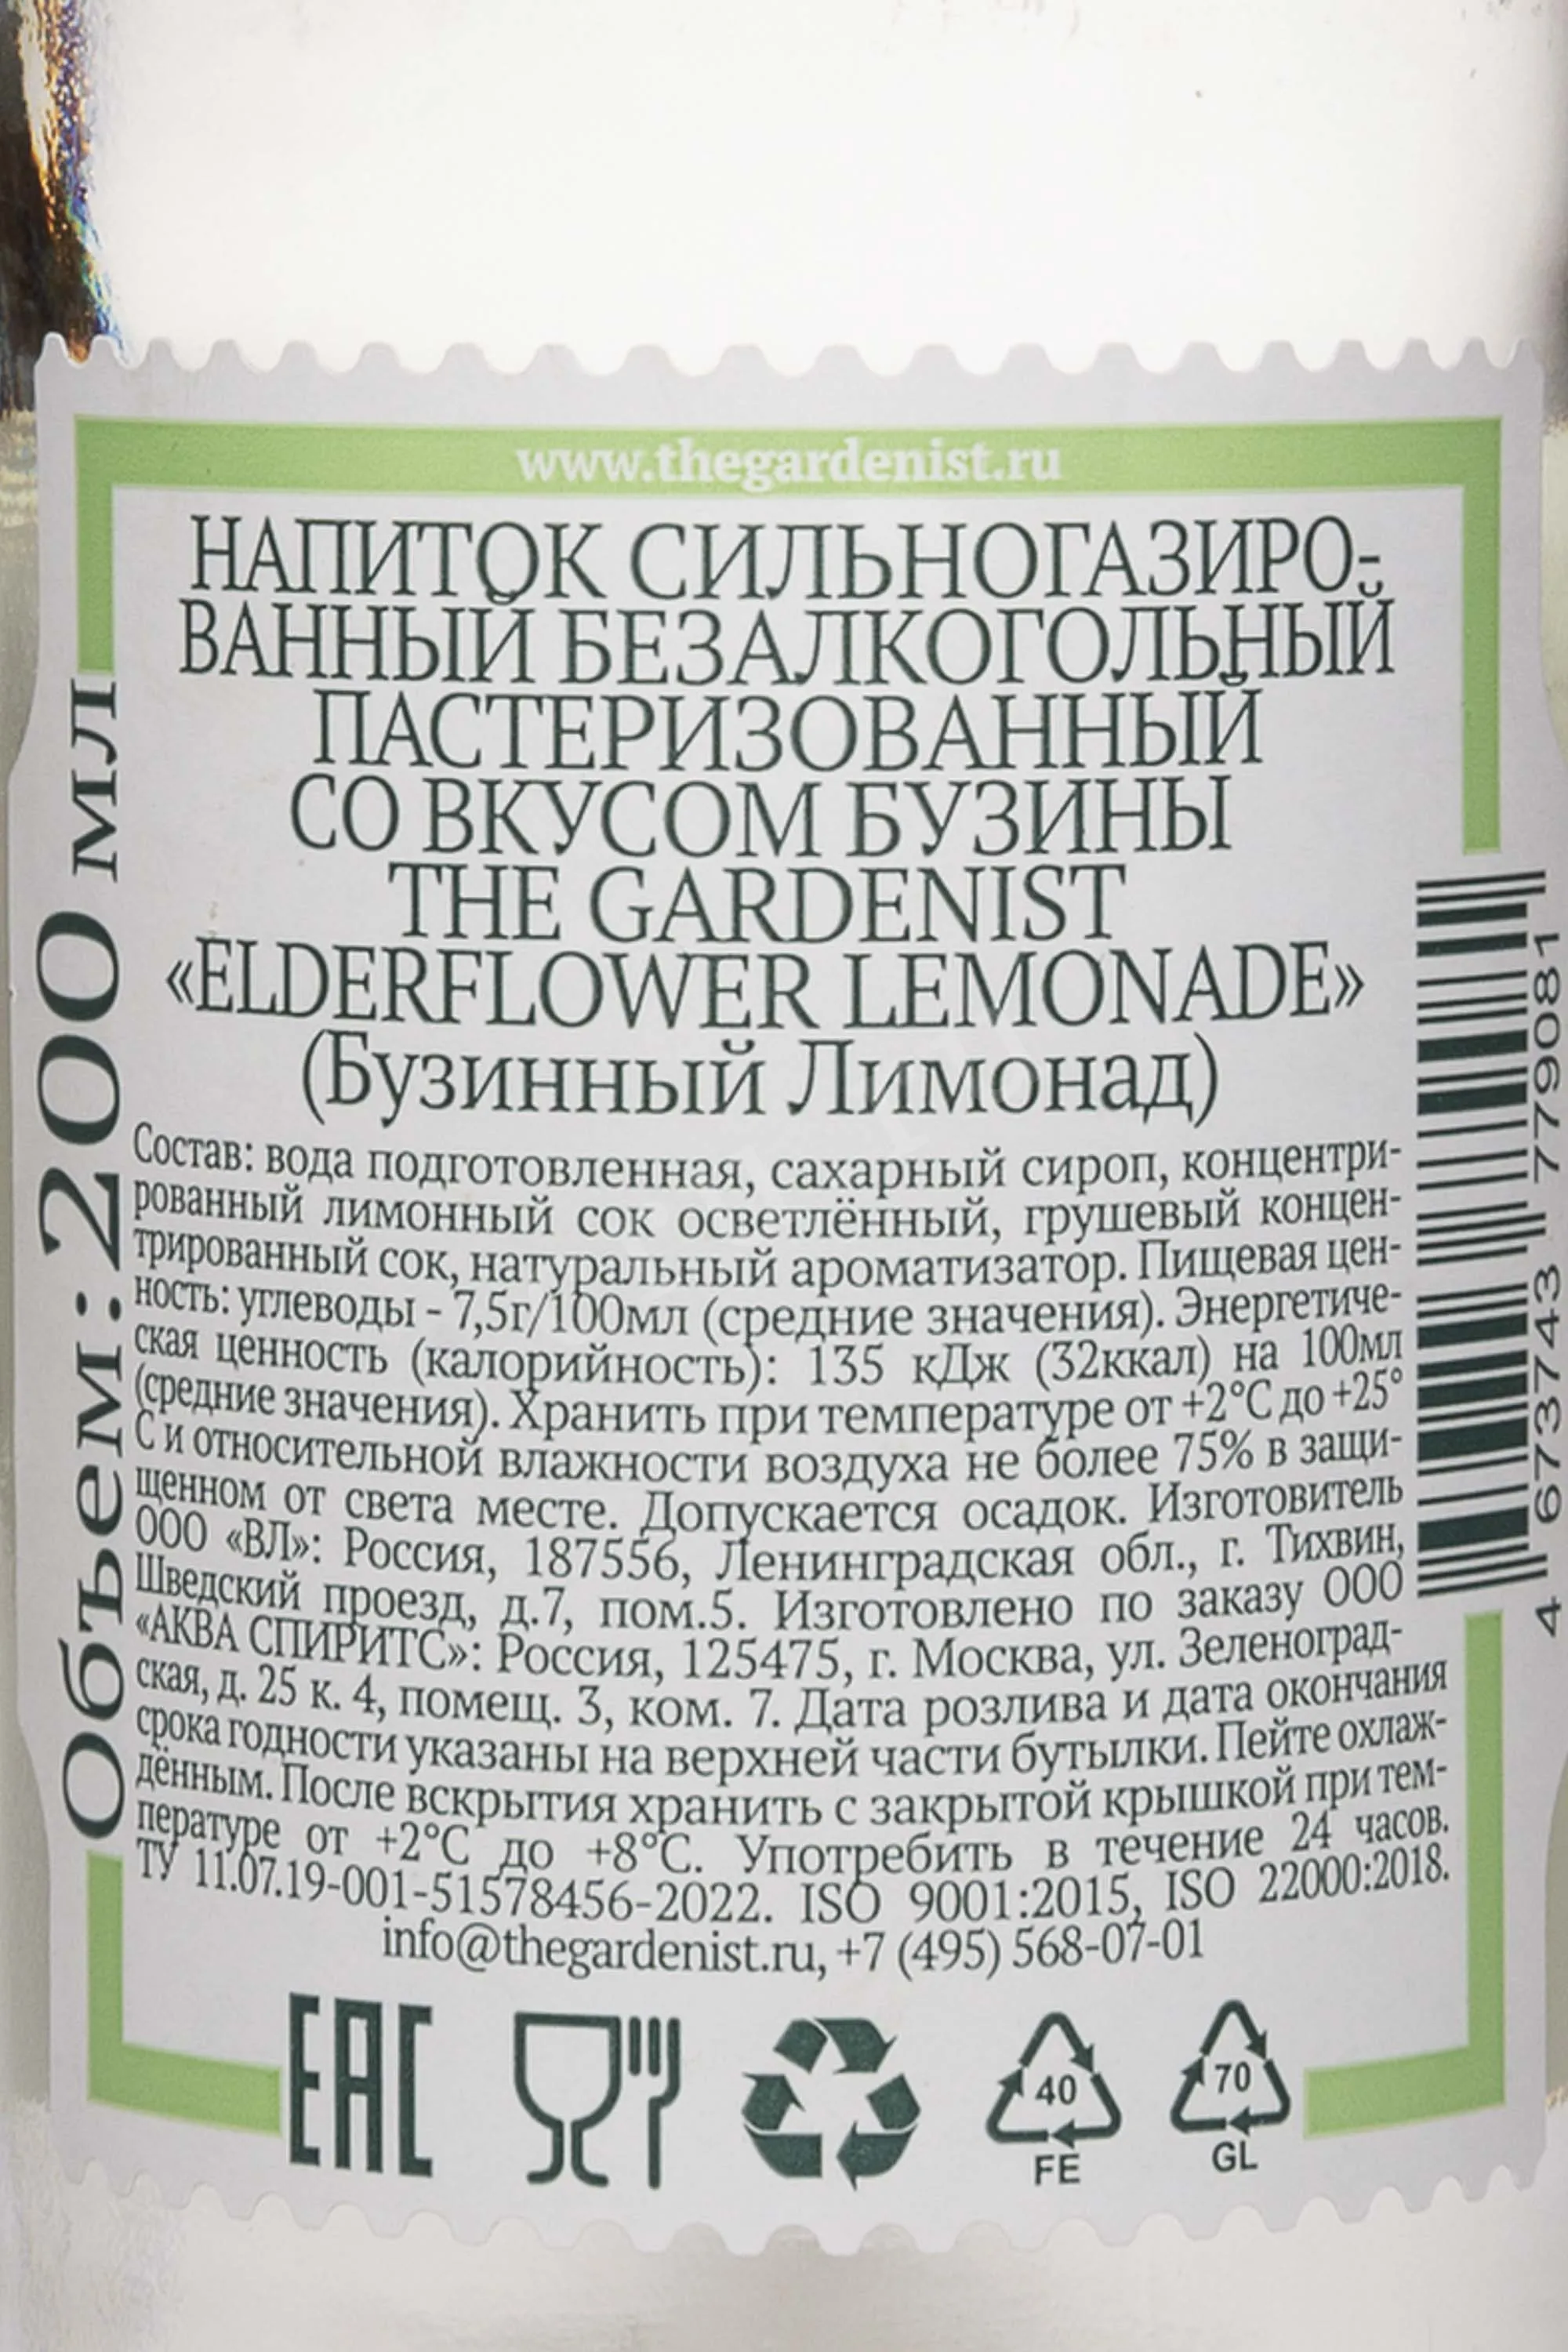 www.thegardenist.ru
НАПИТОК СИЛЬНОГАЗИРО-
ВАННЫЙ БЕЗАЛКОГОЛЬНЫЙ
ПАСТЕРИЗОВАННЫЙ
СО ВКУСОМ БУЗИНЫ
THE GARDENIST
«ELDERFLOWER LEMONADE»
(Бузинный Лимонад)
Состав: вода подготовленная, сахарный сироп, концентри-
рованный лимонный сок осветлённый, грушевый концен-
трированный сок, натуральный ароматизатор. Пищевая цен-
ность: углеводы - 7,5г/100мл (средние значения). Энергетиче-
ская ценность (калорийность): 135 кДж (32ккал) на 100мл
(средние значения). Хранить при температуре от +2°С до +25°
С и относительной влажности воздуха не более 75% в защи-
щенном от света месте. Допускается осадок. Изготовитель
ООО «ВЛ»: Россия, 187556, Ленинградская обл., г. Тихвин,
Шведский проезд, д.7, пом.5. Изготовлено по заказу ООО
«АКВА СПИРИТС»: Россия, 125475, г. Москва, ул. Зеленоград-
ская, д. 25 к. 4, помещ. 3, ком. 7. Дата розлива и дата окончания
срока годности указаны на верхней части бутылки. Пейте охлаж-
дённым. После вскрытия хранить с закрытой крышкой при тем-
пературе от +2°С до +8°С. Употребить в течение 24 часов.
ТУ 11.07.19-001-51578456-2022. ISO 9001:2015, ISO 22000:2018.
info@thegardenist.ru, +7 (495) 568-07-01
EAC
40
FE
70
GL
Объем: 200 мл
4 673743 779081